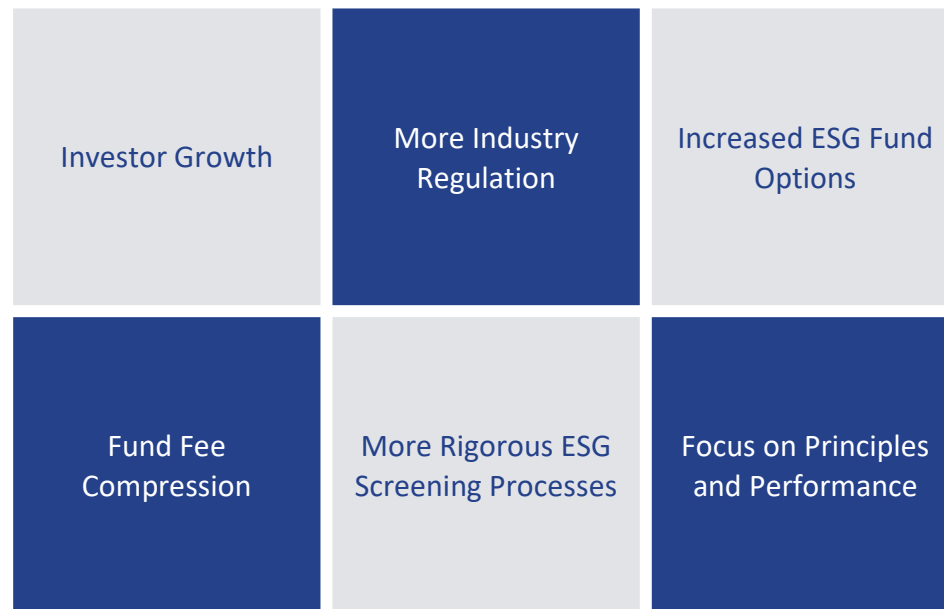 Investor Growth
More Industry
Regulation
Increased ESG Fund
Options
Fund Fee
Compression
More Rigorous ESG
Screening Processes
Focus on Principles
and Performance